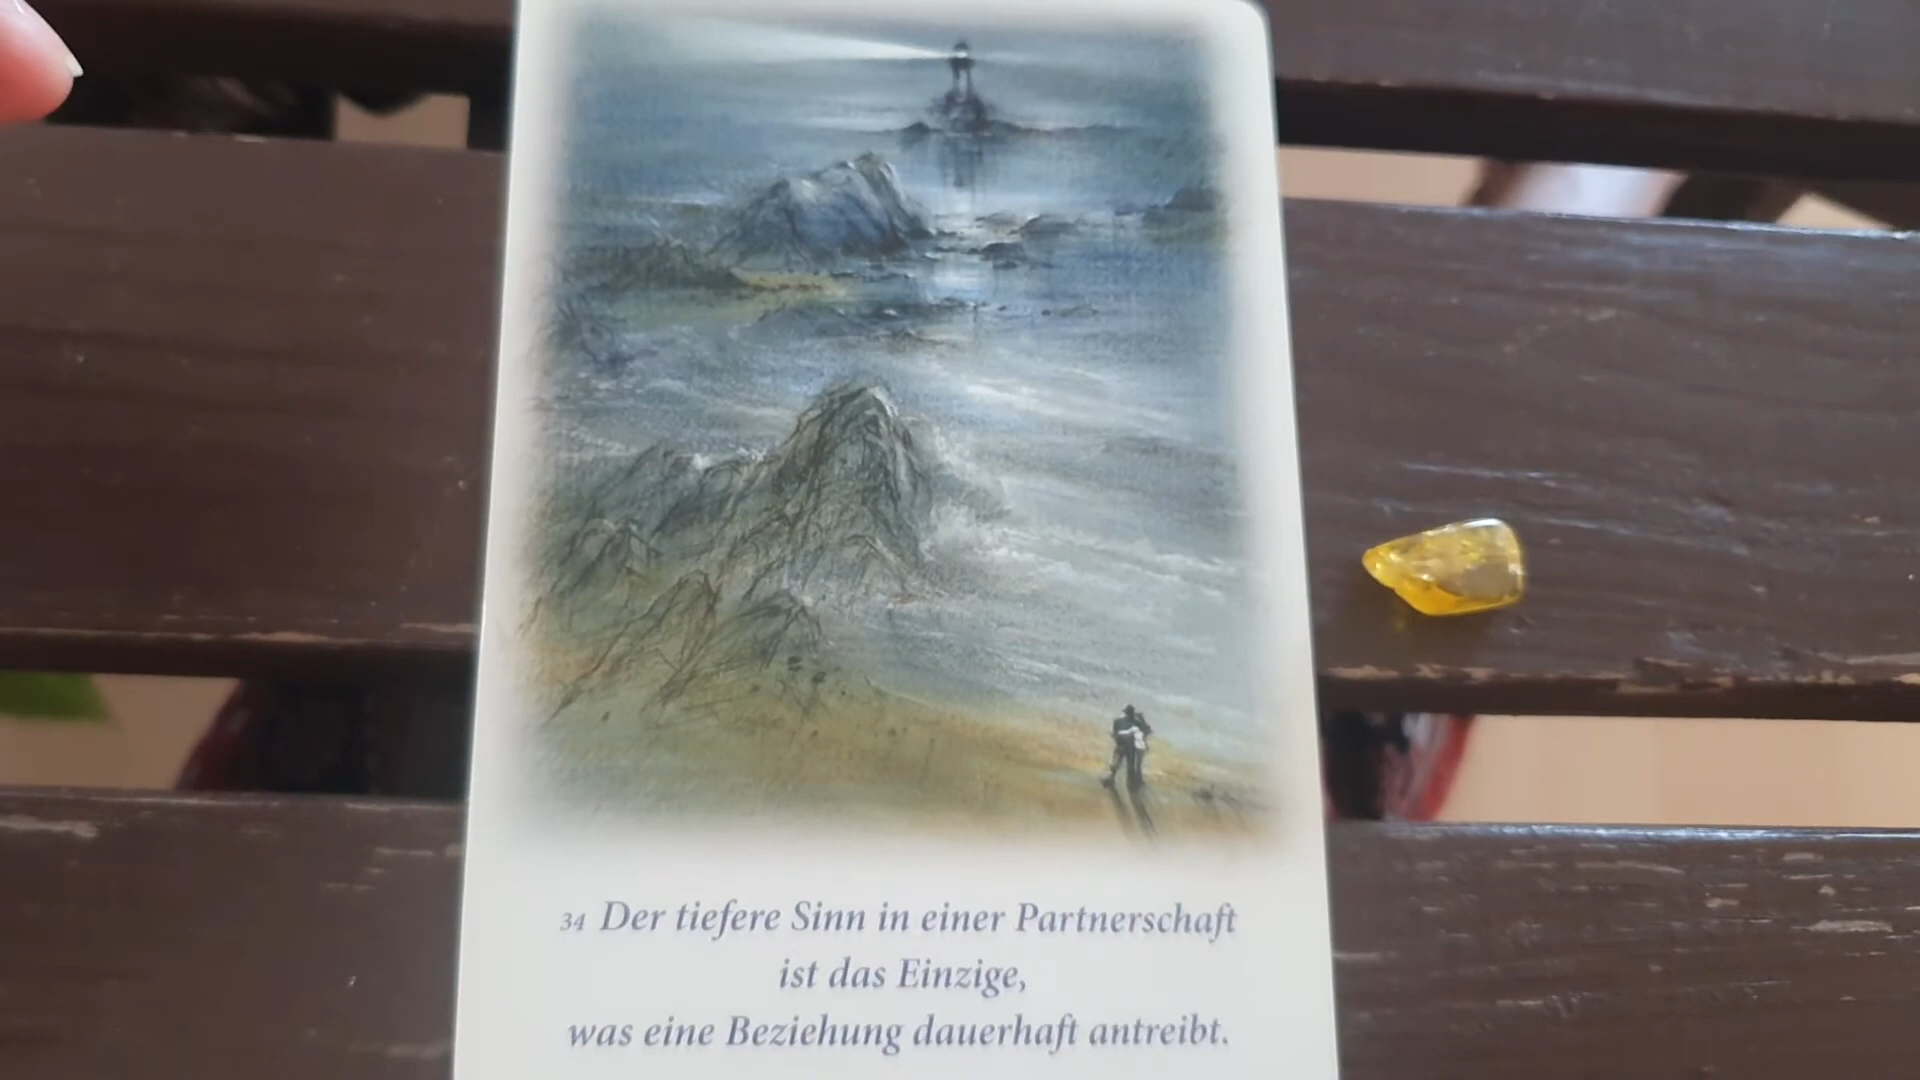 34 Der tiefere Sinn in einer Partnerschaft
ist das Einzige,
was eine Beziehung dauerhaft antreibt.